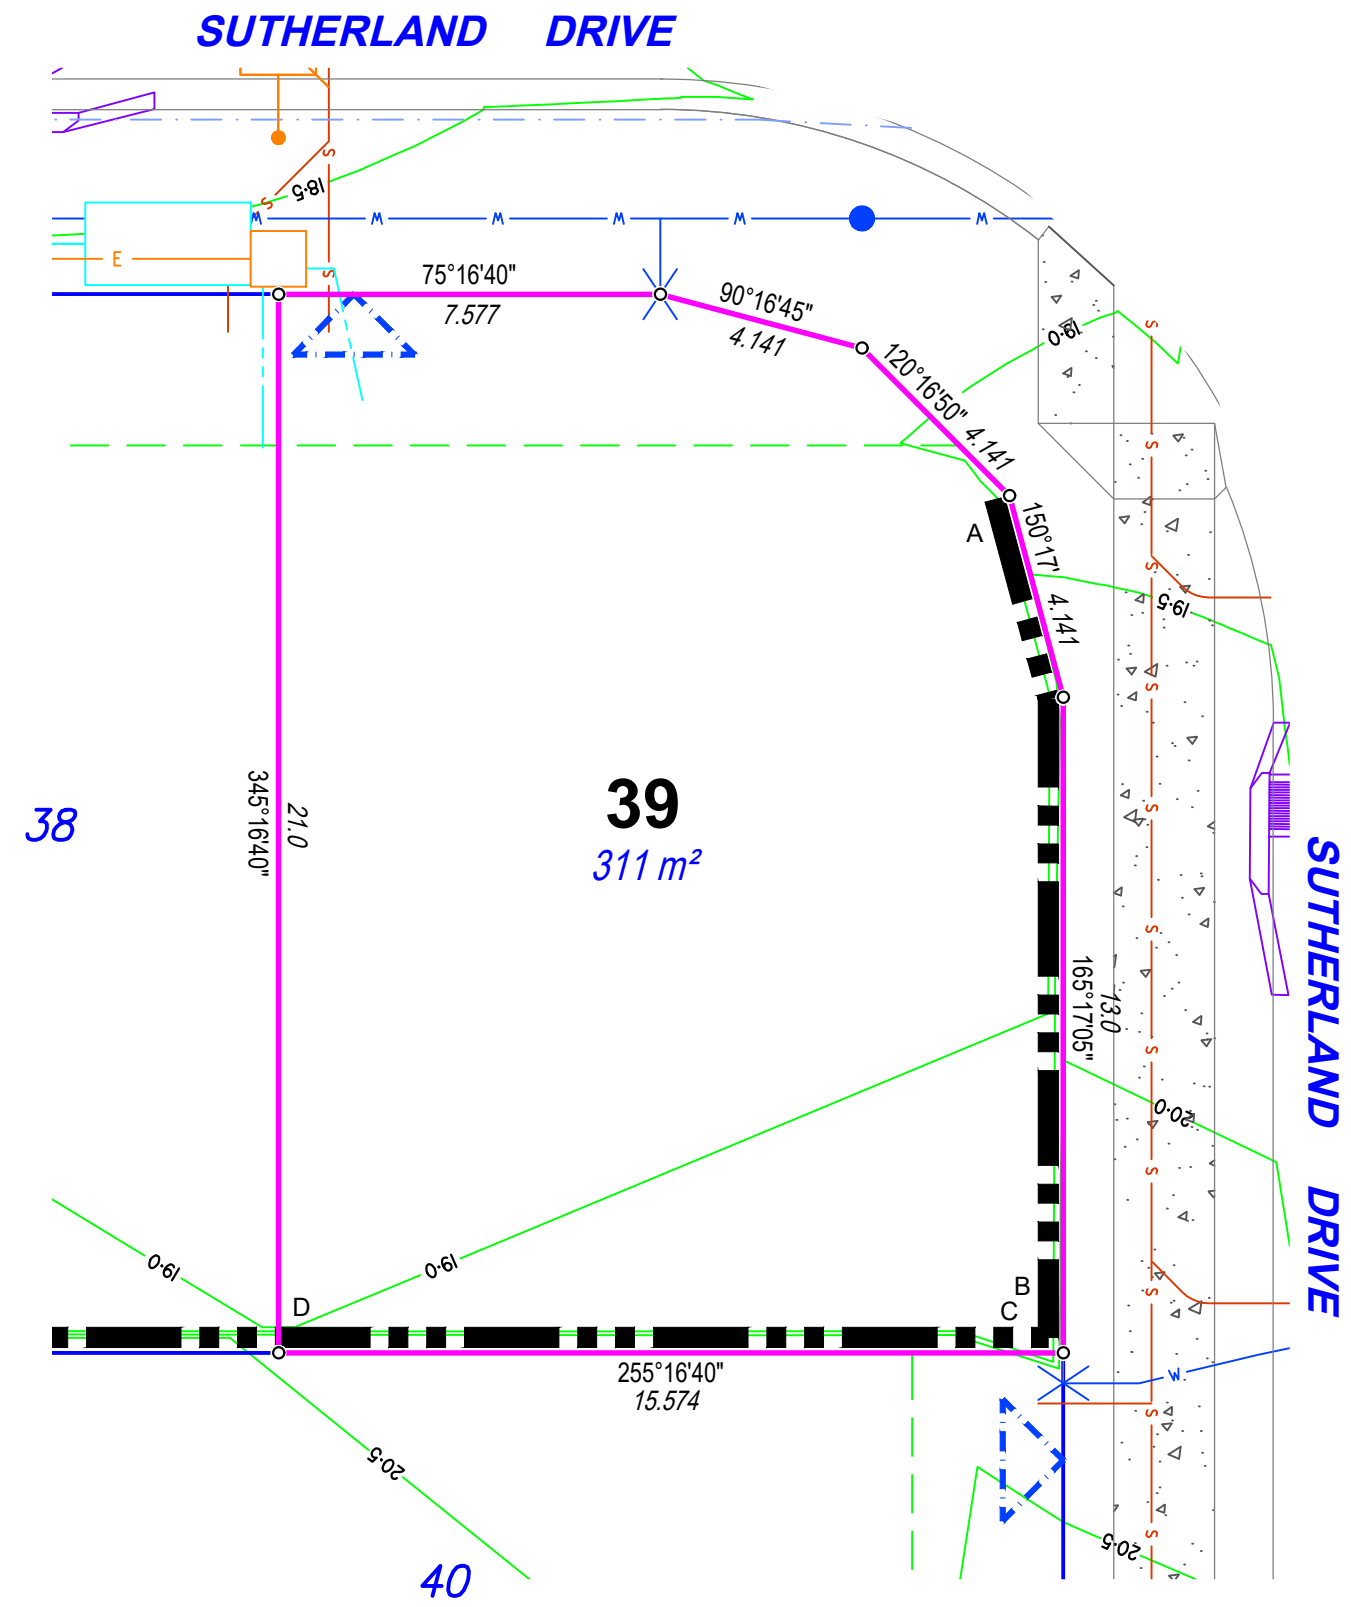 SUTHERLAND DRIVE
S
18·5
S
W W W W W W
E
S
75°16'40"
7.577
90°16'45"
4.141
19·0
S
120°16'50"
4.141
S
A
150°17'
4.141
S
19·5
S
345°16'40"
21.0
39
311 m²
38
S
SUTHERLAND DRIVE
S
165°17'05"
13.0
S
20·0
S
19·0
19·0
D
B
C
S
255°16'40"
15.574
W
S
20·5
20·5
S
40